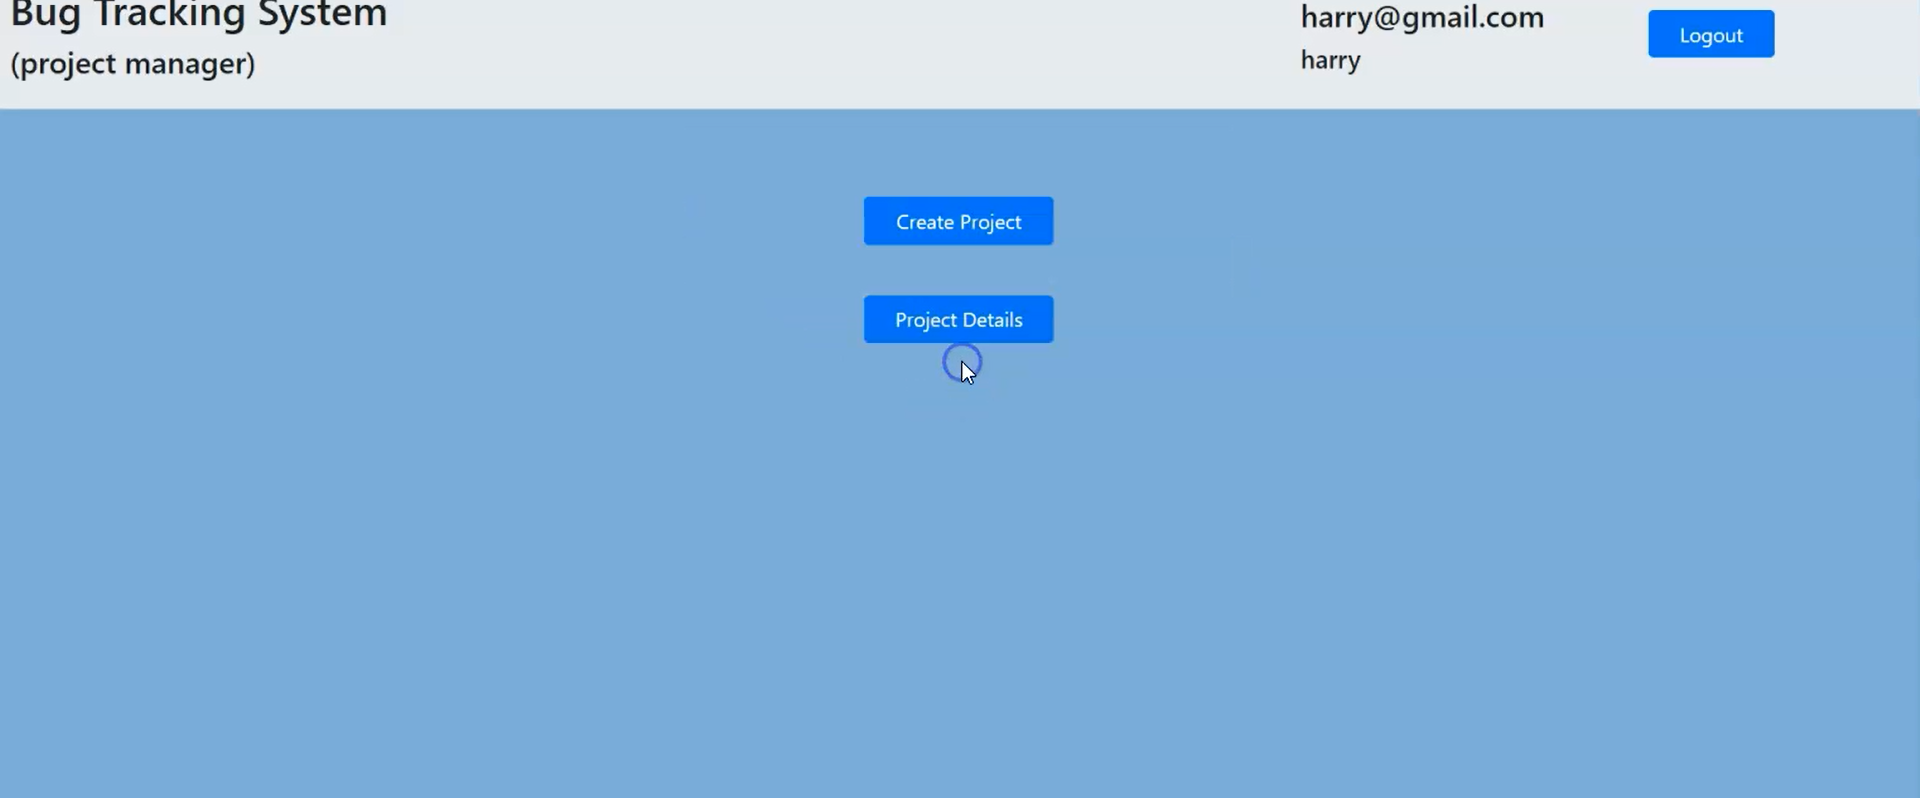 Bug Tracking System
(project manager)
harry@gmail.com
harry
Logout
Create Project
Project Details